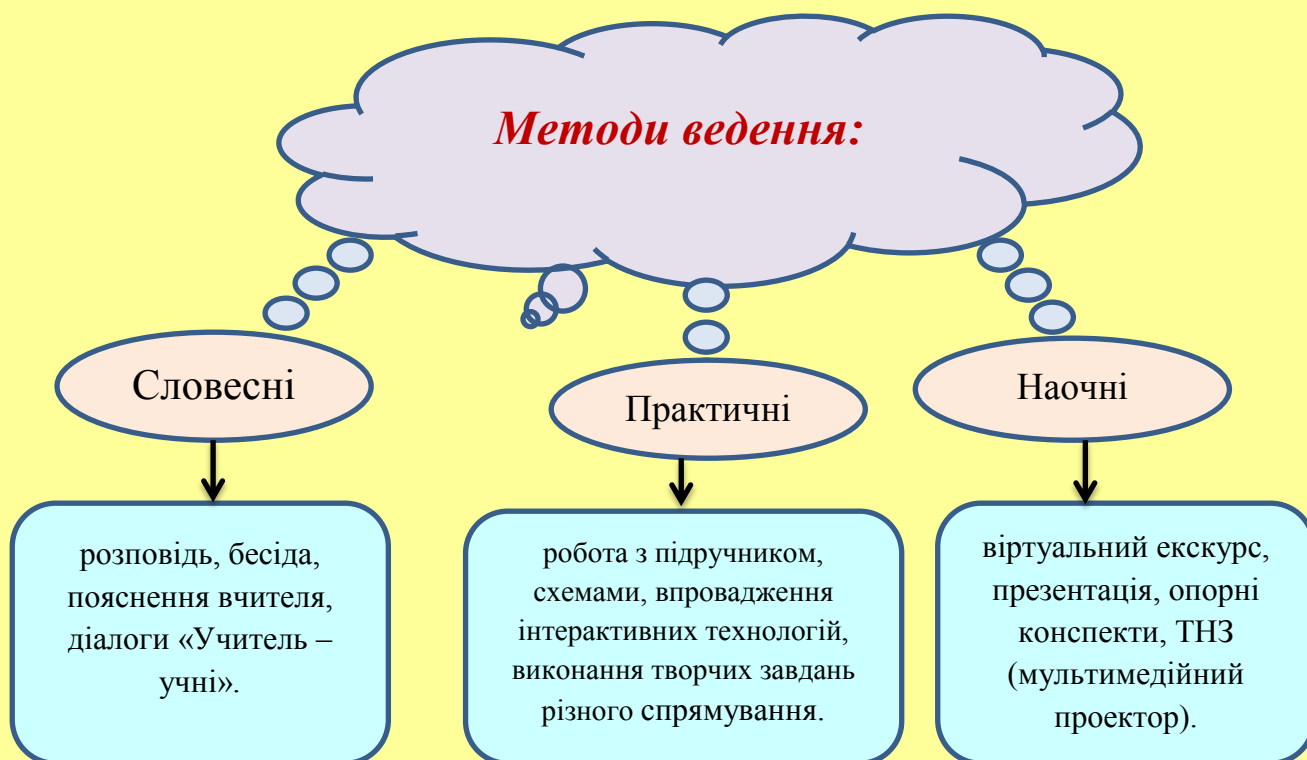 Методи ведення:
Словесні
розповідь, бесіда,
пояснення вчителя,
діалоги «Учитель –
учні».
Практичні
робота з підручником,
схемами, впровадження
інтерактивних технологій,
виконання творчих завдань
різного спрямування.
Наочні
віртуальний екскурс,
презентація, опорні
конспекти, ТНЗ
(мультимедійний
проектор).